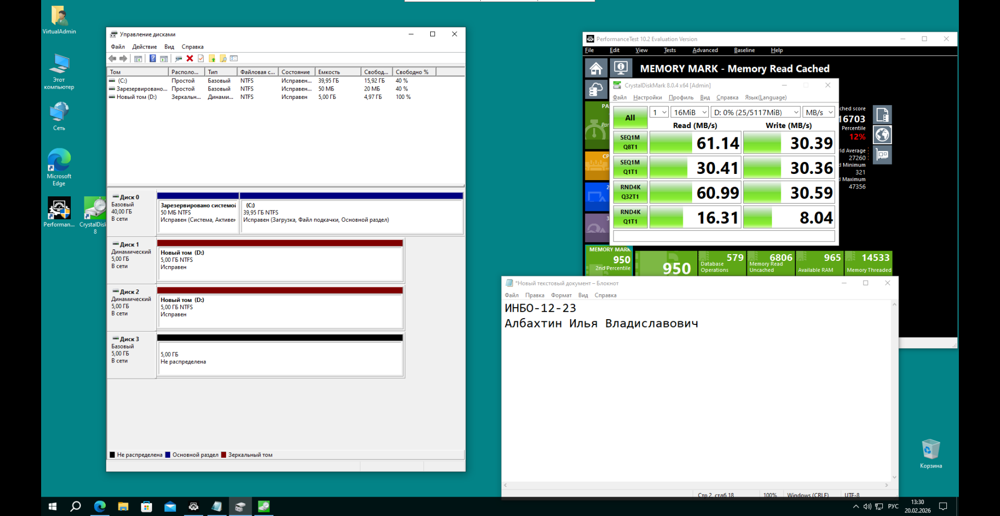 VirtualAdmin
Этот
компьютер
Сеть
Microsoft
Edge
Performan...
CrystalDisk
8
Управление дисками
Файл Действие Вид Справка
Том Располо... Тип Файловая с... Состояние Емкость Свобод... Свободно %
(C:) Простой Базовый NTFS Исправен... 39,95 ГБ 15,92 ГБ 40 %
Зарезервировано... Простой Базовый NTFS Исправен... 50 МБ 20 МБ 40 %
Новый том (D:) Зеркальн... Динами... NTFS Исправен 5,00 ГБ 4,97 ГБ 100 %
Диск 0
Базовый
40,00 ГБ
В сети
Зарезервировано системой
50 МБ NTFS
Исправен (Система, Активен
(C:)
39,95 ГБ NTFS
Исправен (Загрузка, Файл подкачки, Основной раздел)
Диск 1
Динамический
5,00 ГБ
В сети
Новый том (D:)
5,00 ГБ NTFS
Исправен
Диск 2
Динамический
5,00 ГБ
В сети
Новый том (D:)
5,00 ГБ NTFS
Исправен
Диск 3
Базовый
5,00 ГБ
В сети
5,00 ГБ
Не распределена
Не распределена Основной раздел Зеркальный том
PerformanceTest 10.2 Evaluation Version
File Edit View Tests Advanced Baseline Help
MEMORY MARK - Memory Read Cached
PA
Par
CP
2
3
16703
Percentile
12%
27260
321
47356
CrystalDiskMark 8.0.4 x64 [Admin]
Файл Настройки Профиль Вид Справка Язык(Language)
All 1 16MiB D: 0% (25/5117MiB) MB/s
Read (MB/s) Write (MB/s)
SEQ1M
Q8T1 61.14 30.39
SEQ1M
Q1T1 30.41 30.36
RND4K
Q32T1 60.99 30.59
RND4K
Q1T1 16.31 8.04
MEMORY MARK
950
2nd Percentile
950
579
Database
Operations
6806
Memory Read
Uncached
965
Available RAM
14533
Memory Threaded
*Новый текстовый документ – Блокнот
Файл Правка Формат Вид Справка
ИНБО-12-23
Албахтин Илья Владиславович
Стр 2, стлб 18 100% Windows (CRLF) UTF-8
Корзина
РУС
13:30
20.02.2026